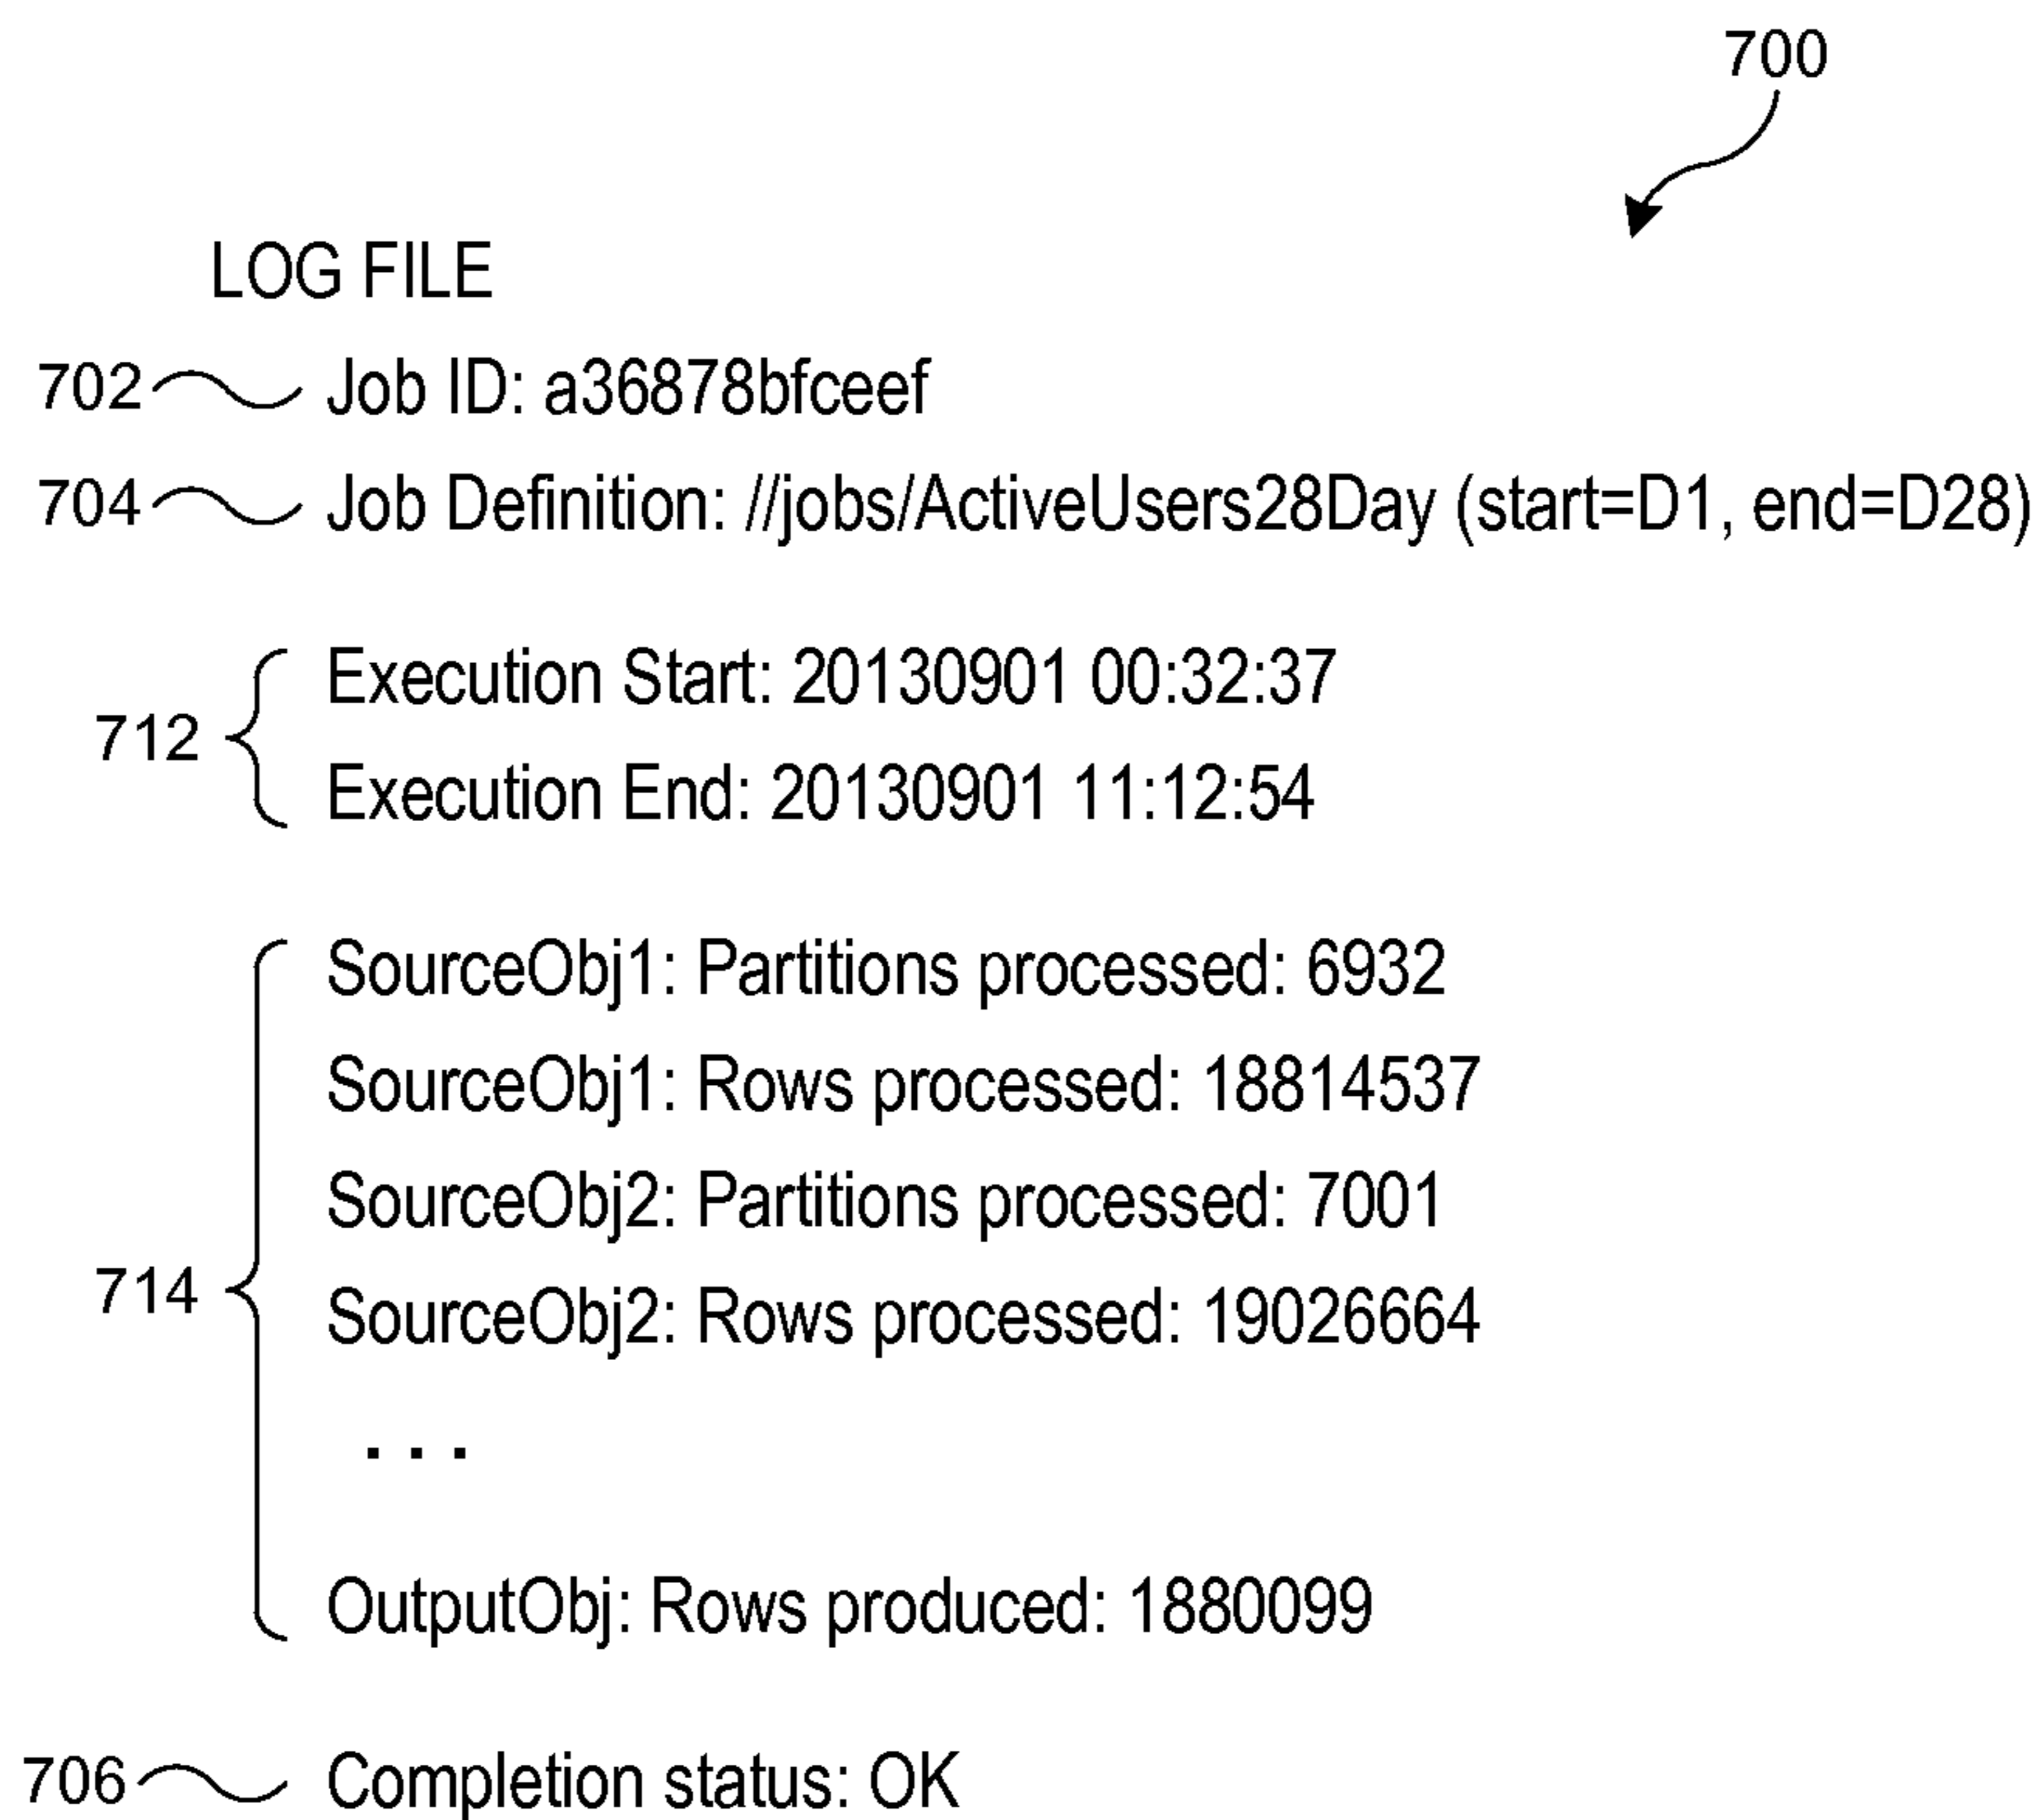 700
LOG FILE
702 Job ID: a36878bfceef
704 Job Definition: //jobs/ActiveUsers28Day (start=D1, end=D28)
Execution Start: 20130901 00:32:37
712
Execution End: 20130901 11:12:54
SourceObj1: Partitions processed: 6932
SourceObj1: Rows processed: 18814537
SourceObj2: Partitions processed: 7001
714
SourceObj2: Rows processed: 19026664
...
OutputObj: Rows produced: 1880099
706 Completion status: OK